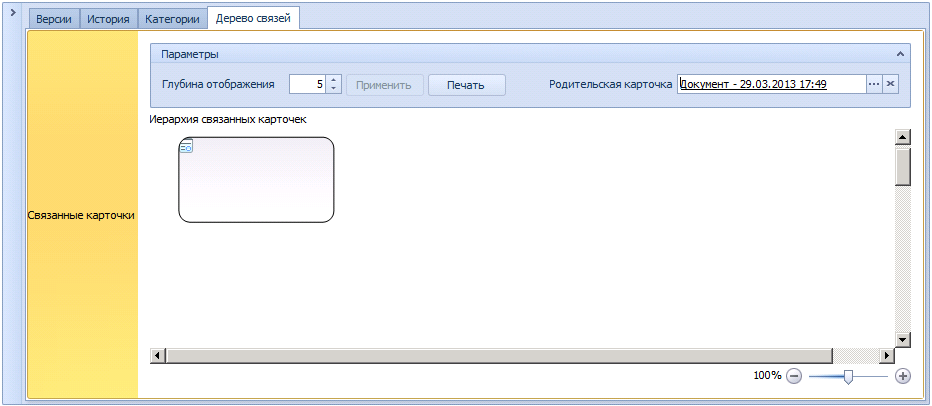 Версии История Категории Дерево связей
Параметры
Глубина отображения 5 Применить Печать Родительская карточка Документ - 29.03.2013 17:49 ...
Иерархия связанных карточек
Связанные карточки
100%